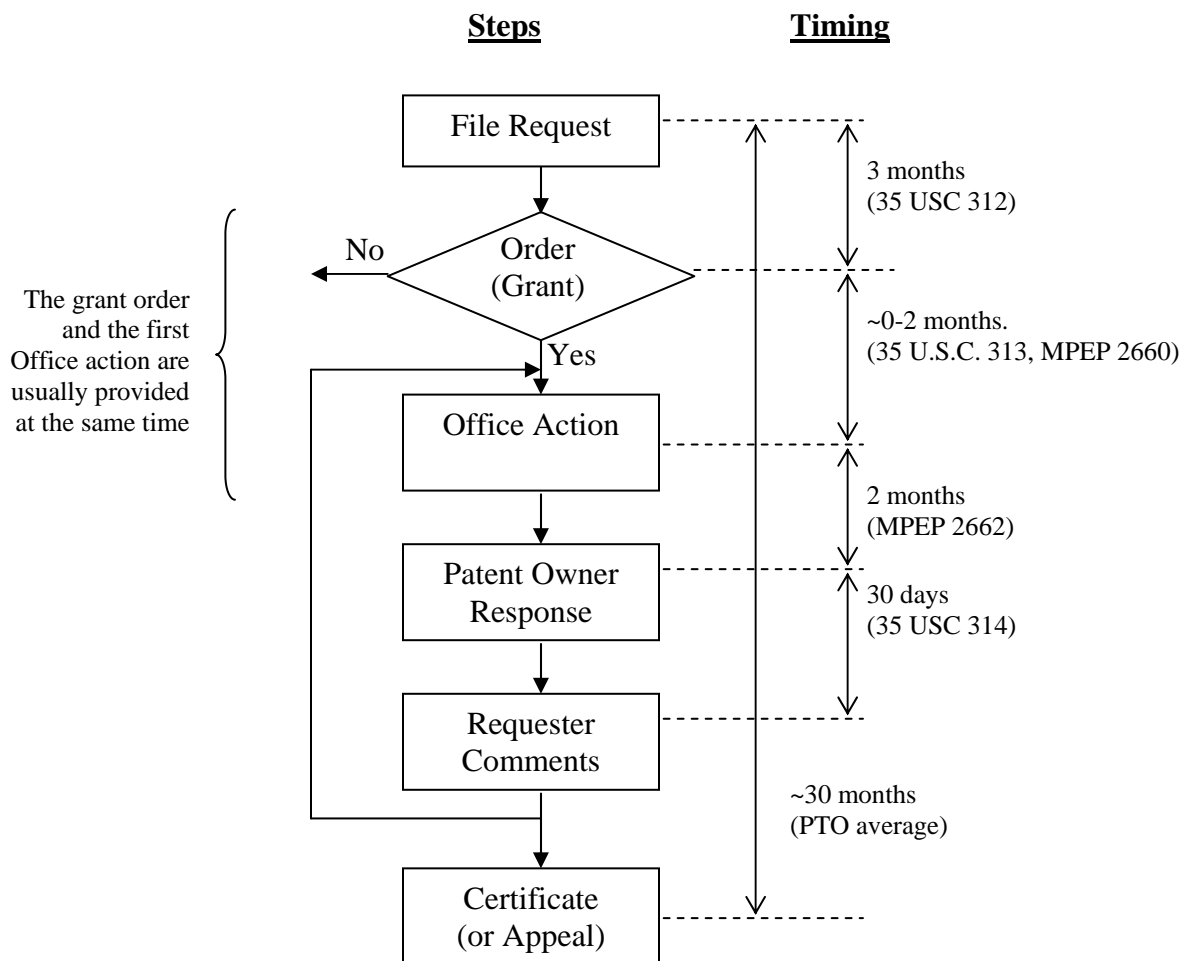 Steps
Timing
File Request
3 months
(35 USC 312)
No
Order
(Grant)
The grant order
and the first
Office action are
usually provided
at the same time
~0-2 months.
(35 U.S.C. 313, MPEP 2660)
Yes
Office Action
2 months
(MPEP 2662)
Patent Owner
Response
30 days
(35 USC 314)
Requester
Comments
~30 months
(PTO average)
Certificate
(or Appeal)